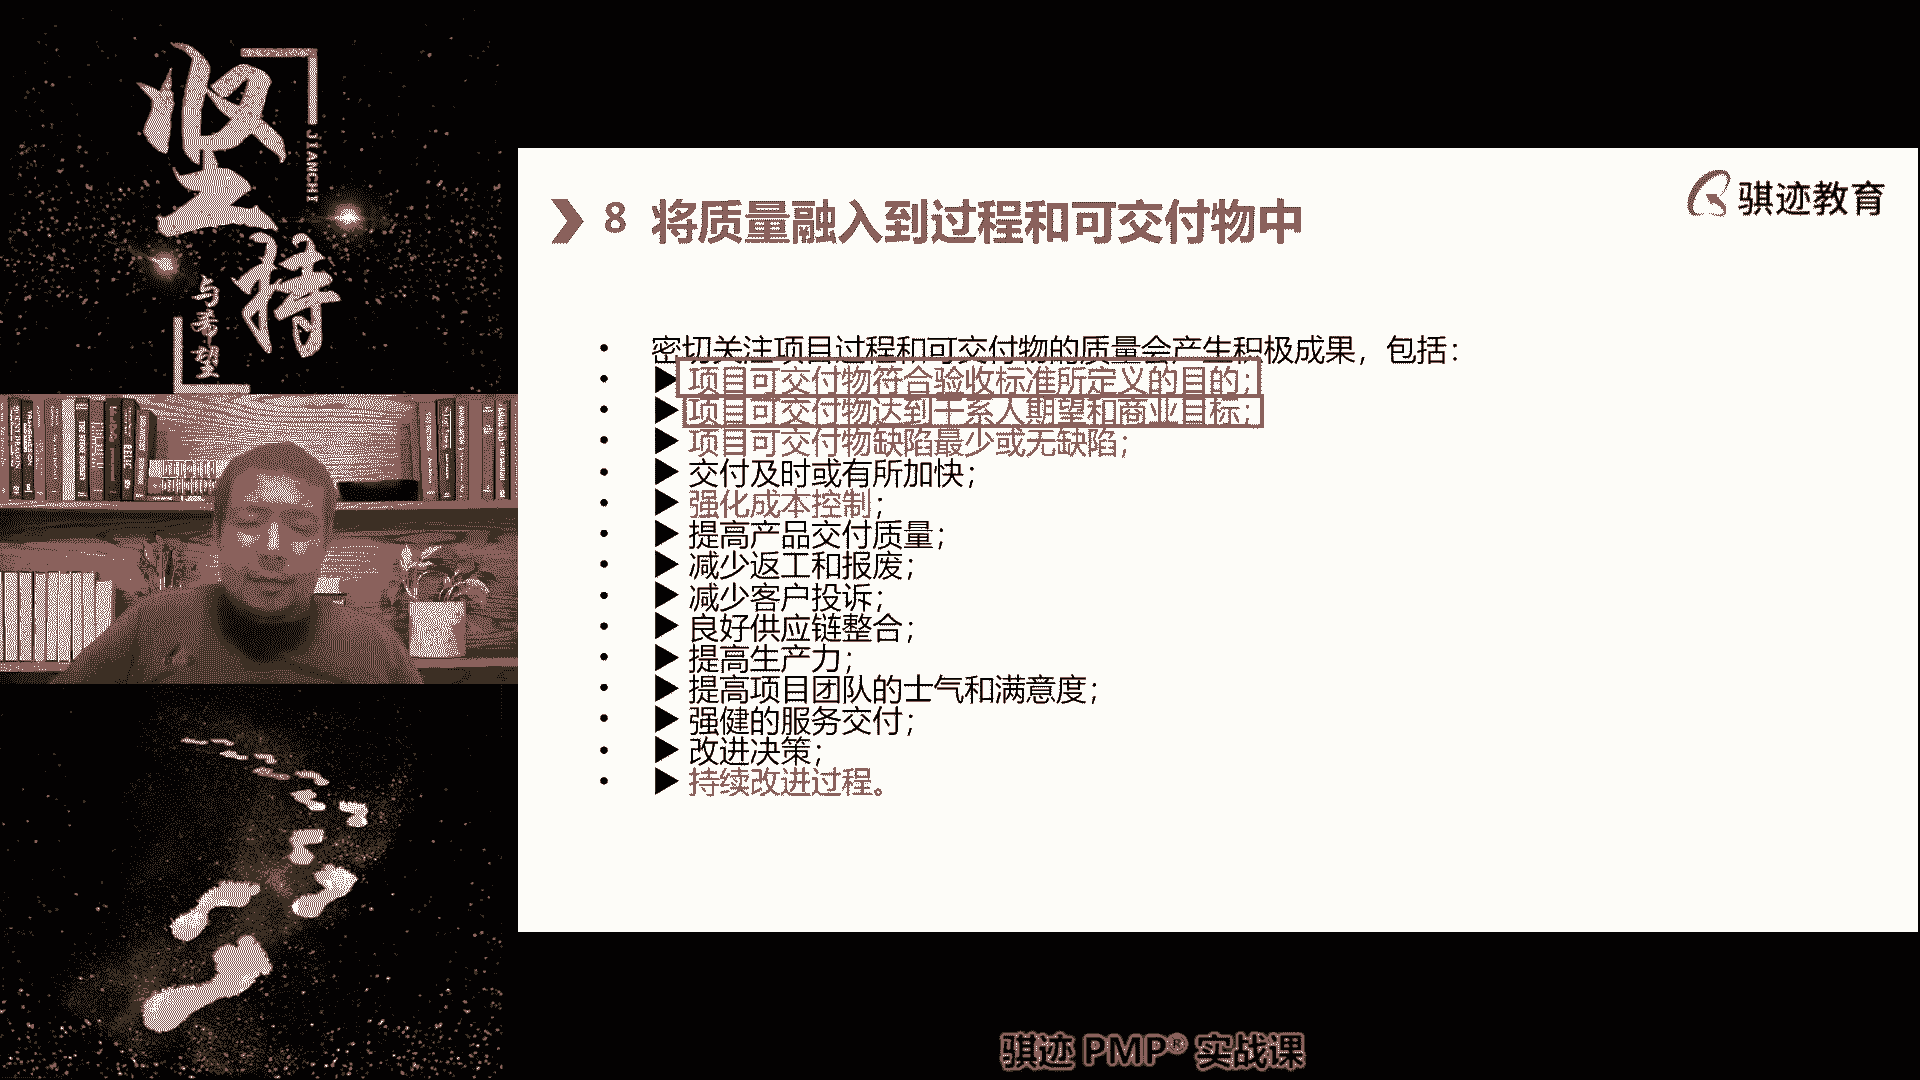 坚持
JIANCHI
与希望
骐迹教育
8 将质量融入到过程和可交付物中
• 密切关注项目过程和可交付物的质量会产生积极成果，包括：
• ▶ 项目可交付物符合验收标准所定义的目的；
• ▶ 项目可交付物达到干系人期望和商业目标；
• ▶ 项目可交付物缺陷最少或无缺陷；
• ▶ 交付及时或有所加快；
• ▶ 强化成本控制；
• ▶ 提高产品交付质量；
• ▶ 减少返工和报废；
• ▶ 减少客户投诉；
• ▶ 良好供应链整合；
• ▶ 提高生产力；
• ▶ 提高项目团队的士气和满意度；
• ▶ 强健的服务交付；
• ▶ 改进决策；
• ▶ 持续改进过程。
骐迹 PMP® 实战课